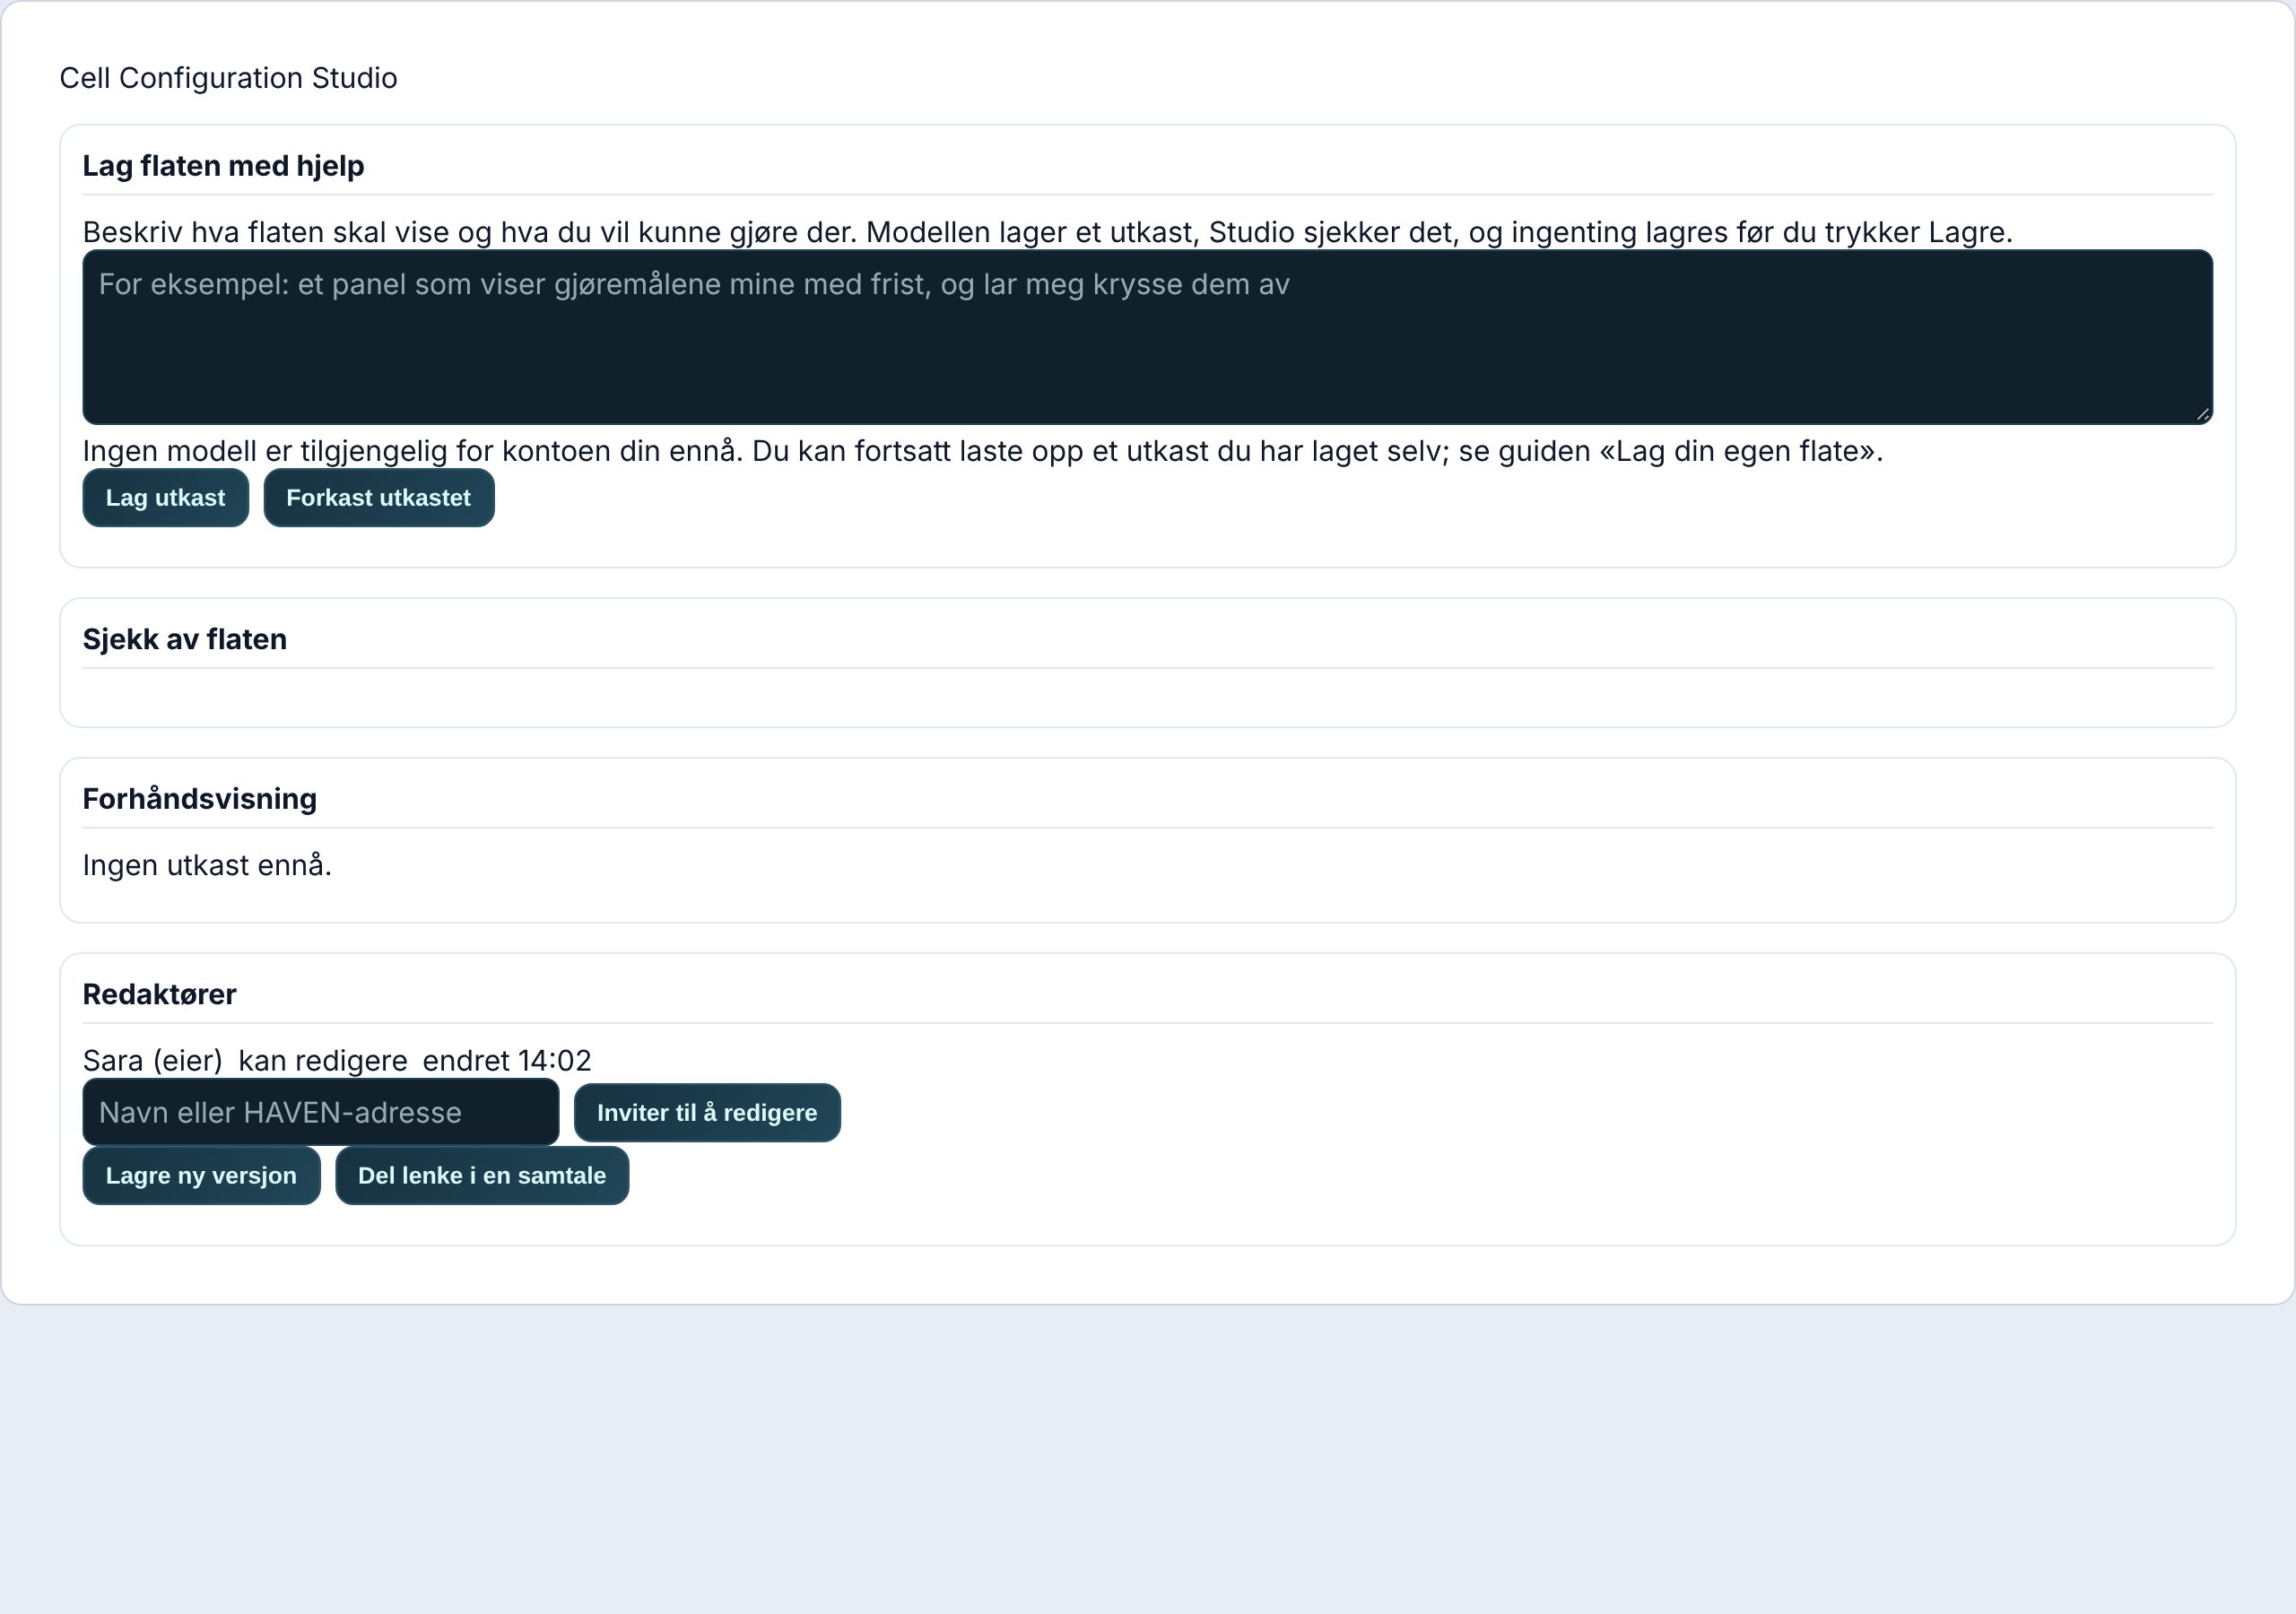 Cell Configuration Studio
Lag flaten med hjelp
Beskriv hva flaten skal vise og hva du vil kunne gjøre der. Modellen lager et utkast, Studio sjekker det, og ingenting lagres før du trykker Lagre.
For eksempel: et panel som viser gjøremålene mine med frist, og lar meg krysse dem av
Ingen modell er tilgjengelig for kontoen din ennå. Du kan fortsatt laste opp et utkast du har laget selv; se guiden «Lag din egen flate».
Lag utkast Forkast utkastet
Sjekk av flaten
Forhåndsvisning
Ingen utkast ennå.
Redaktører
Sara (eier) kan redigere endret 14:02
Navn eller HAVEN-adresse Inviter til å redigere
Lagre ny versjon Del lenke i en samtale